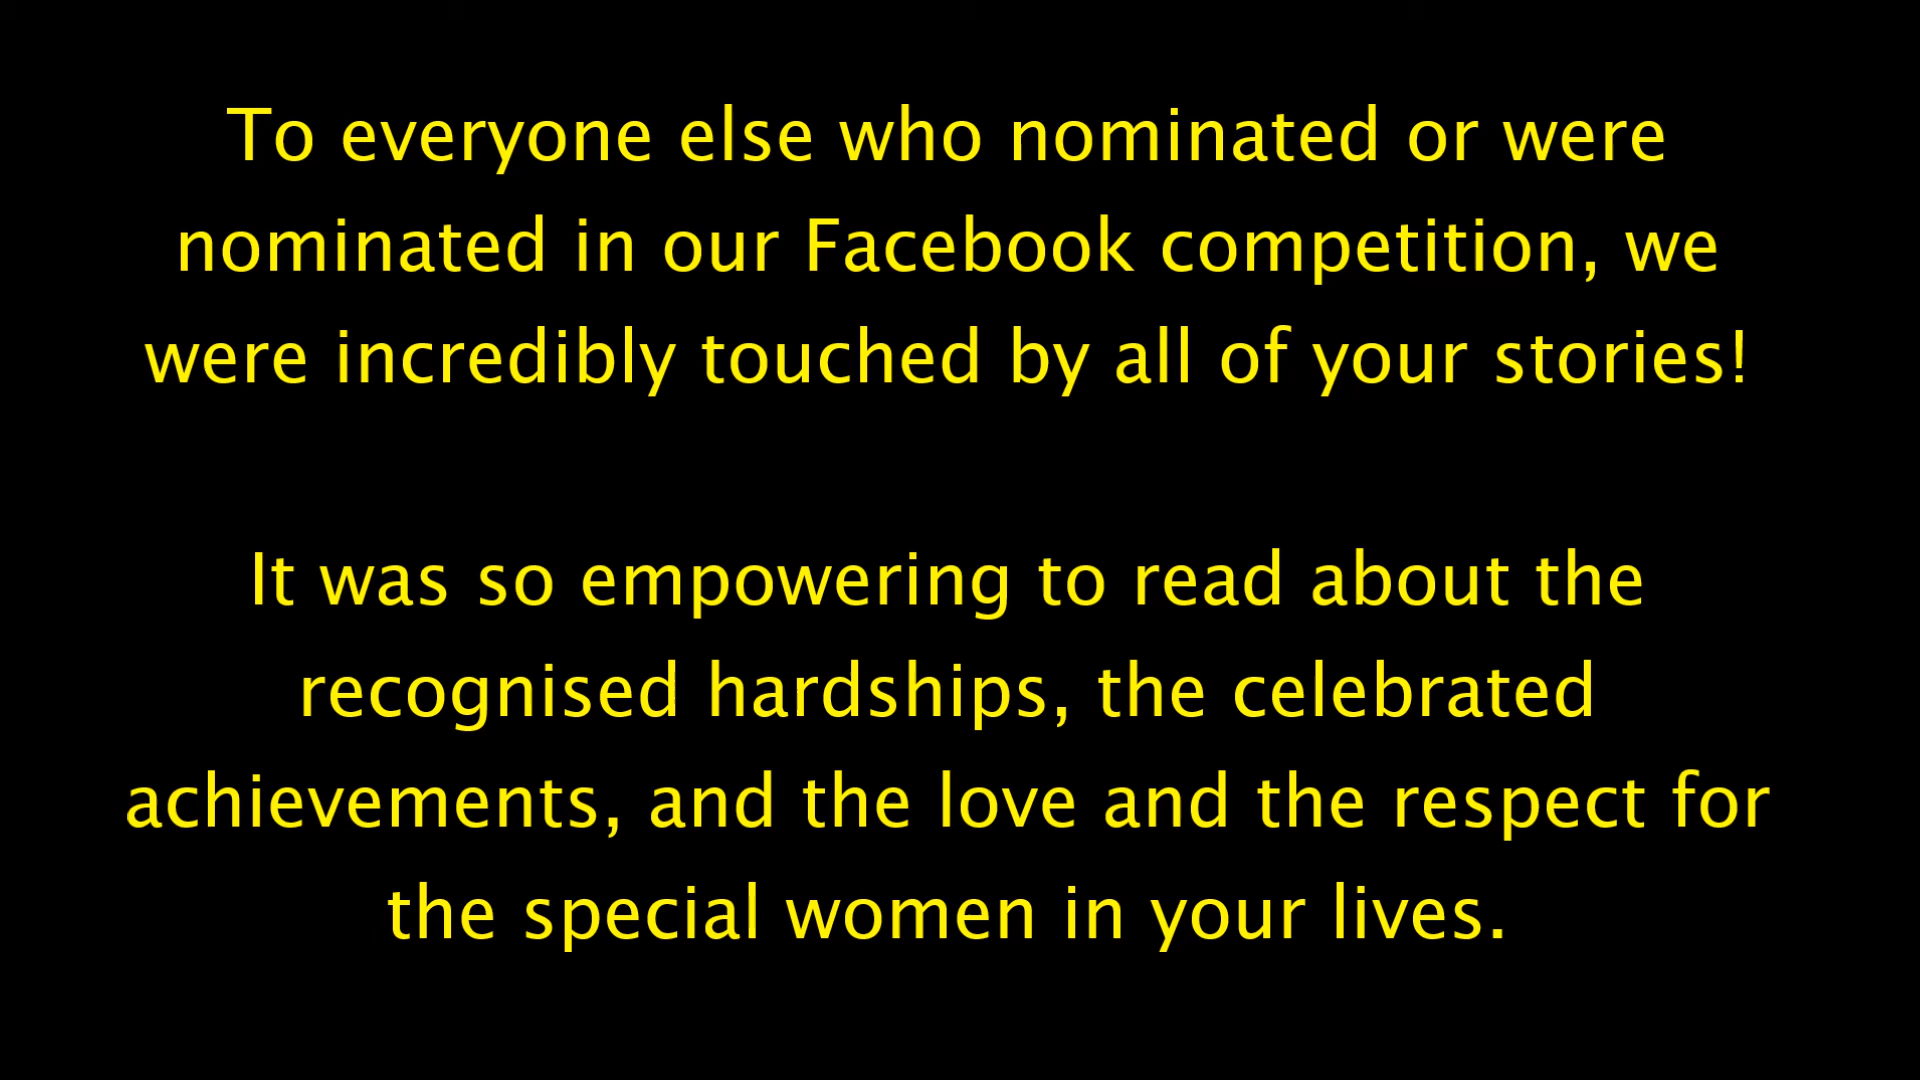 To everyone else who nominated or were
nominated in our Facebook competition, we
were incredibly touched by all of your stories!
It was so empowering to read about the
recognised hardships, the celebrated
achievements, and the love and the respect for
the special women in your lives.